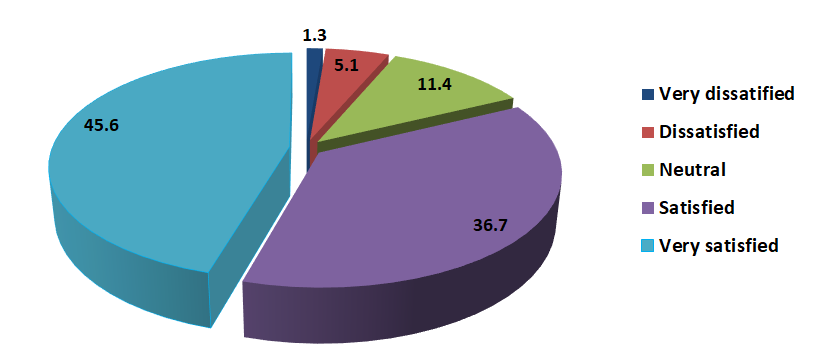 1.3
5.1
11.4
45.6
36.7
Very dissatified
Dissatisfied
Neutral
Satisfied
Very satisfied